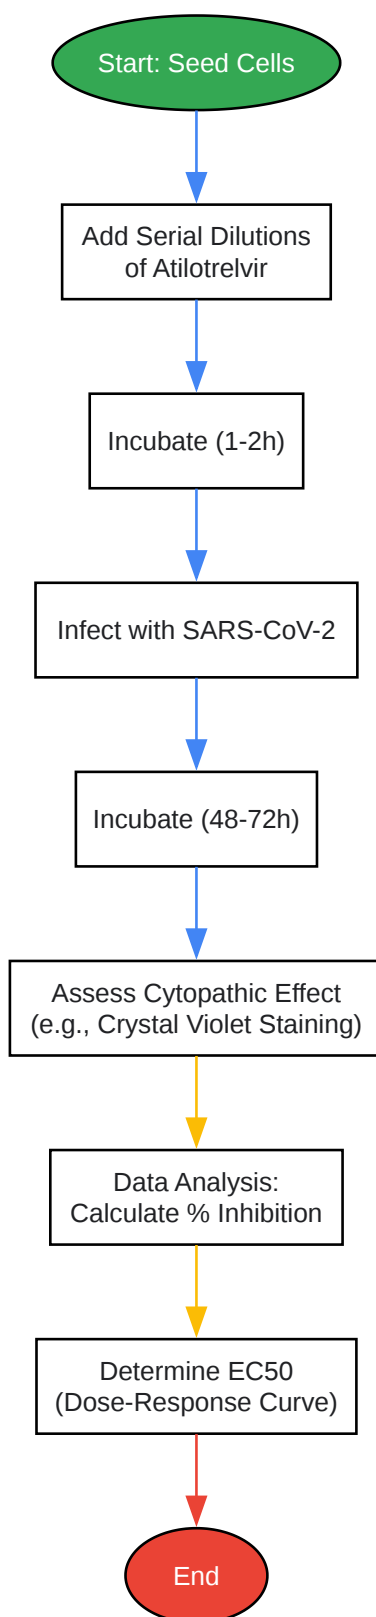 Start: Seed Cells
Add Serial Dilutions
of Atilotrelvir
Incubate (1-2h)
Infect with SARS-CoV-2
Incubate (48-72h)
Assess Cytopathic Effect
(e.g., Crystal Violet Staining)
Data Analysis:
Calculate % Inhibition
Determine EC50
(Dose-Response Curve)
End